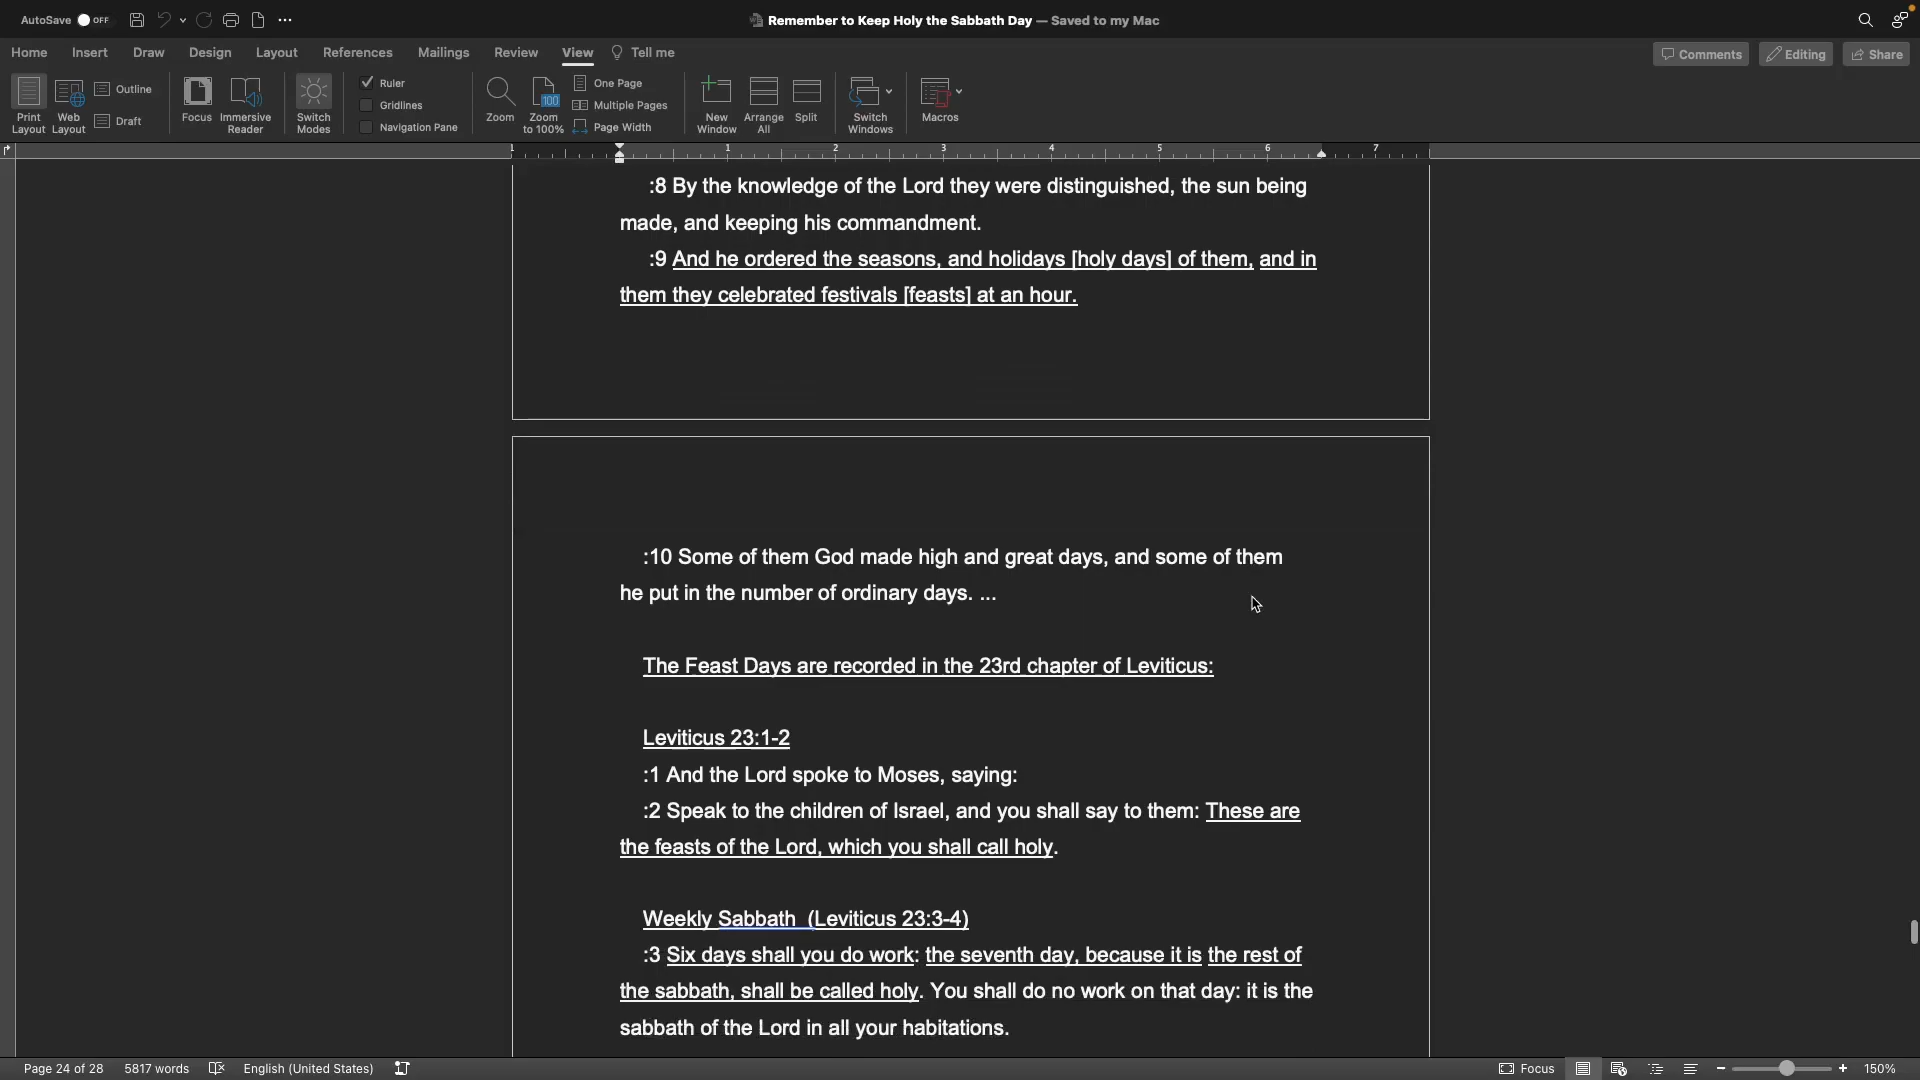 AutoSave OFF
Remember to Keep Holy the Sabbath Day — Saved to my Mac
Home Insert Draw Design Layout References Mailings Review View Tell me
Comments Editing Share
Print Layout
Web Layout
Outline
Draft
Focus
Immersive Reader
Switch Modes
Ruler
Gridlines
Navigation Pane
Zoom
Zoom to 100%
100
One Page
Multiple Pages
Page Width
New Window
Arrange All
Split
Switch Windows
Macros
1 1 2 3 4 5 6 7
:8 By the knowledge of the Lord they were distinguished, the sun being
made, and keeping his commandment.
:9 And he ordered the seasons, and holidays [holy days] of them, and in
them they celebrated festivals [feasts] at an hour.
:10 Some of them God made high and great days, and some of them
he put in the number of ordinary days. ...
The Feast Days are recorded in the 23rd chapter of Leviticus:
Leviticus 23:1-2
:1 And the Lord spoke to Moses, saying:
:2 Speak to the children of Israel, and you shall say to them: These are
the feasts of the Lord, which you shall call holy.
Weekly Sabbath (Leviticus 23:3-4)
:3 Six days shall you do work: the seventh day, because it is the rest of
the sabbath, shall be called holy. You shall do no work on that day: it is the
sabbath of the Lord in all your habitations.
Page 24 of 28 5817 words English (United States) Focus 150%